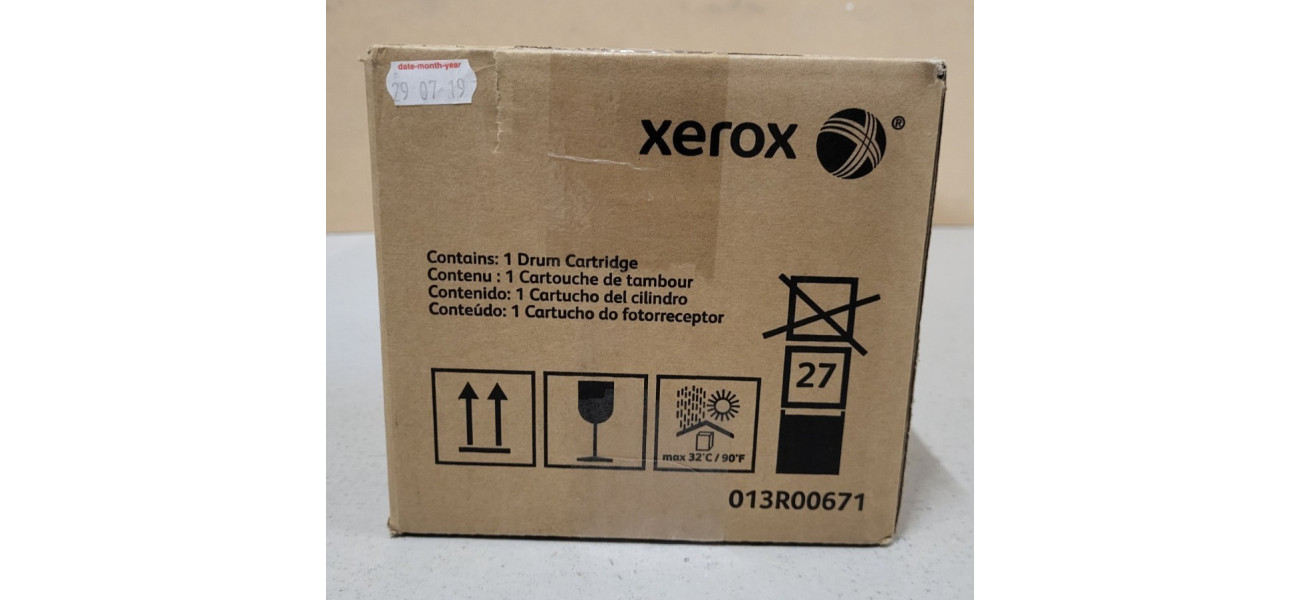 date-month-year
29 07 19
xerox ®
Contains: 1 Drum Cartridge
Contenu : 1 Cartouche de tambour
Contenido: 1 Cartucho del cilindro
Conteúdo: 1 Cartucho do fotorreceptor
27
max 32°C / 90°F
013R00671